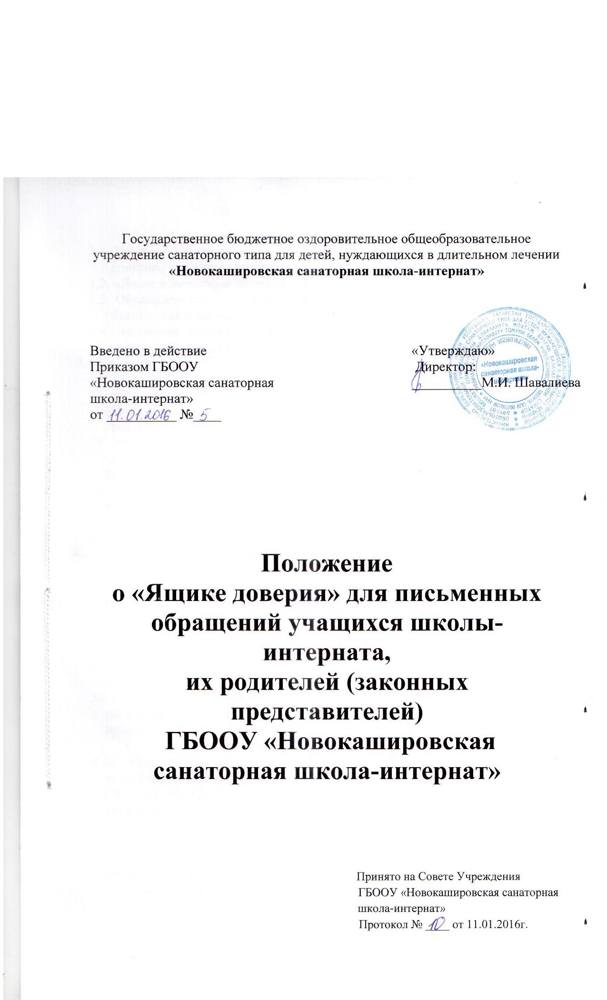 Государственное бюджетное оздоровительное общеобразовательное
учреждение санаторного типа для детей, нуждающихся в длительном лечении
«Новокашировская санаторная школа-интернат»
Введено в действие
Приказом ГБООУ
«Новокашировская санаторная
школа-интернат»
от 11.01.2016 № 5
«Утверждаю»
Директор:
М.И. Шавалиева
ОГРН 1021601627981
«Новокашировская
санаторная школа-
интернат»
Положение
о «Ящике доверия» для письменных
обращений учащихся школы-
интерната,
их родителей (законных
представителей)
ГБООУ «Новокашировская
санаторная школа-интернат»
Принято на Совете Учреждения
ГБООУ «Новокашировская санаторная
школа-интернат»
Протокол № 10 от 11.01.2016г.